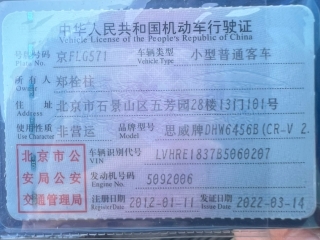 中华人民共和国机动车行驶证
Vehicle License of the People's Republic of China
号牌号码 京FLG571 车辆类型 小型普通客车
Plate No. Vehicle Type
所有人 郑栓柱
Owner
住址 北京市石景山区五芳园28楼13门101号
Address
使用性质 非营运 品牌型号 思威牌DHW6456B(CR-V 2.
Use Character Model
北京市公安局公安交通管理局
车辆识别代号 LVHRE1837B5060207
VIN
发动机号码 5092006
Engine No.
注册日期 2012-01-11 发证日期 2022-03-14
Register Date Issue Date